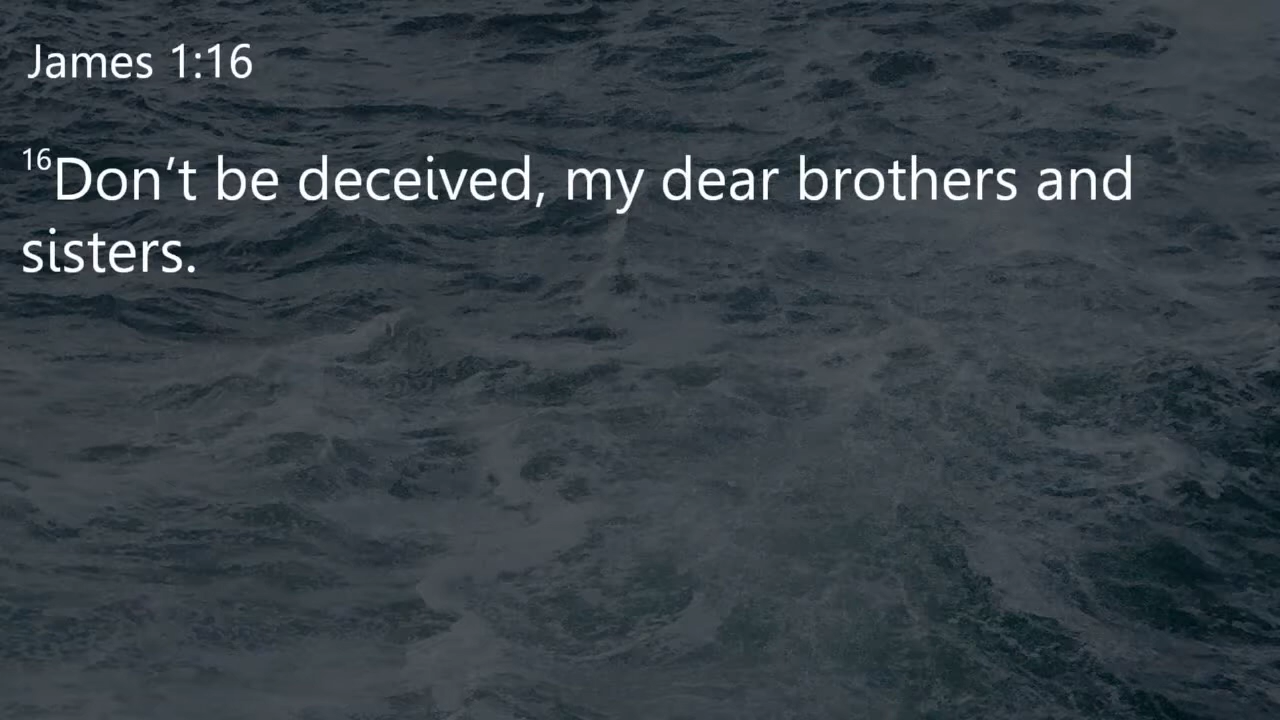 James 1:16
16Don’t be deceived, my dear brothers and
sisters.